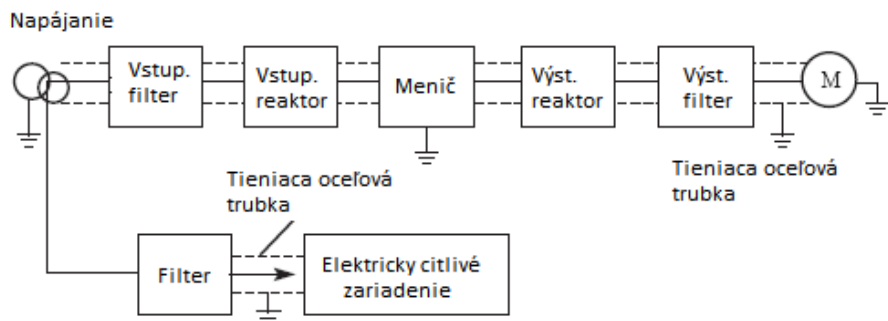 Napájanie
Vstup.
filter
Vstup.
reaktor
Menič
Výst.
reaktor
Výst.
filter
M
Tieniaca oceľová
trubka
Tieniaca oceľová
trubka
Filter
Elektricky citlivé
zariadenie